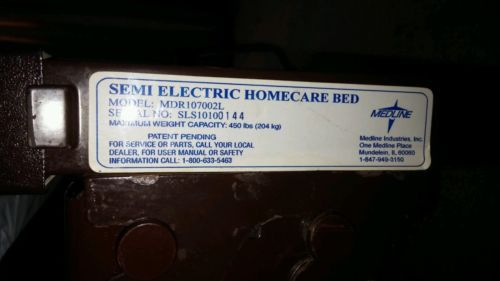 SEMI ELECTRIC HOMECARE BED
MODEL: MDR107002L
SERIAL NO: SLS10100144
MAXIMUM WEIGHT CAPACITY: 450 lbs (204 kg)
PATENT PENDING
FOR SERVICE OR PARTS, CALL YOUR LOCAL
DEALER, FOR USER MANUAL OR SAFETY
INFORMATION CALL: 1-800-633-5463
MEDLINE
Medline Industries, Inc.
One Medline Place
Mundelein, IL 60060
1-847-949-3150